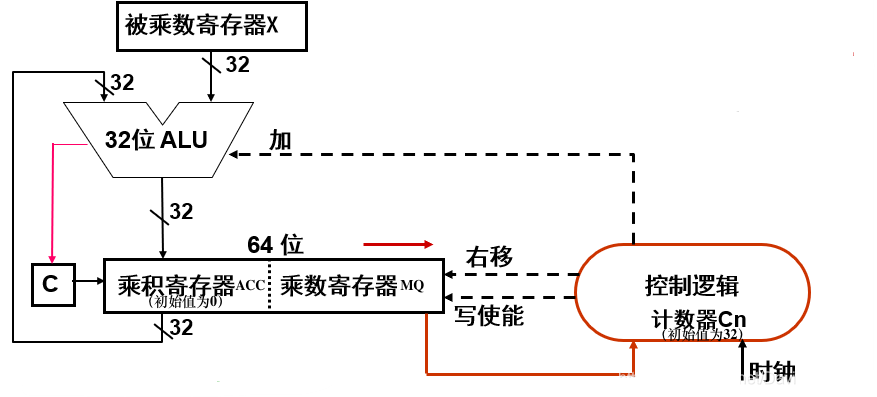 被乘数寄存器X
32
32
32位 ALU
加
32
64 位
C
乘积寄存器ACC
(初始值为0)
乘数寄存器MQ
右移
写使能
控制逻辑
计数器Cn
(初始值为32)
32
时钟